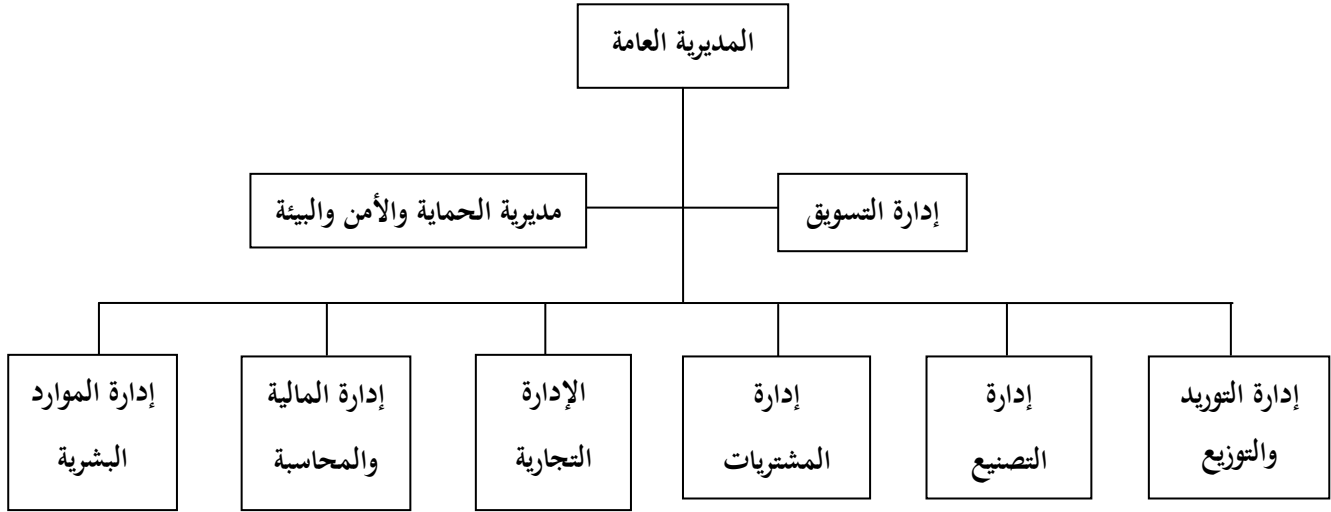 المديرية العامة
إدارة التسويق
مديرية الحماية والأمن والبيئة
إدارة التوريد
والتوزيع
إدارة
التصنيع
إدارة
المشتريات
الإدارة
التجارية
إدارة المالية
والمحاسبة
إدارة الموارد
البشرية